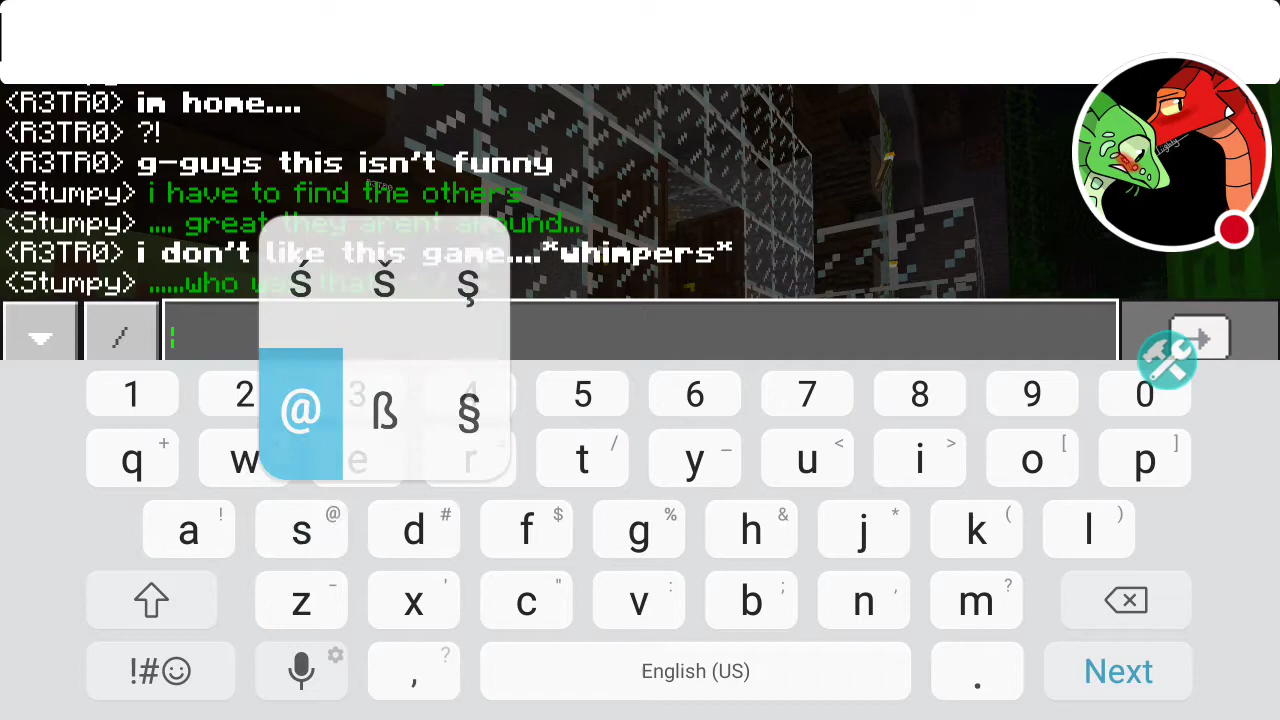 <R3TR0> im home....
<R3TR0> ?!
<R3TR0> g-guys this isn't funny
<Stumpy> i have to find the others
<Stumpy> .... great they arent around...
<R3TR0> i don't like this game....*whimpers*
<Stumpy> ......who
/
ś š ş
@ ß §
1 2 3 4 5 6 7 8 9 0
q + w e r t / y _ u < i > o [ p ]
a ! s @ d # f $ g % h & j * k ( l )
z - x ' c " v : b ; n , m ?
!#☺ , ? English (US) . Next